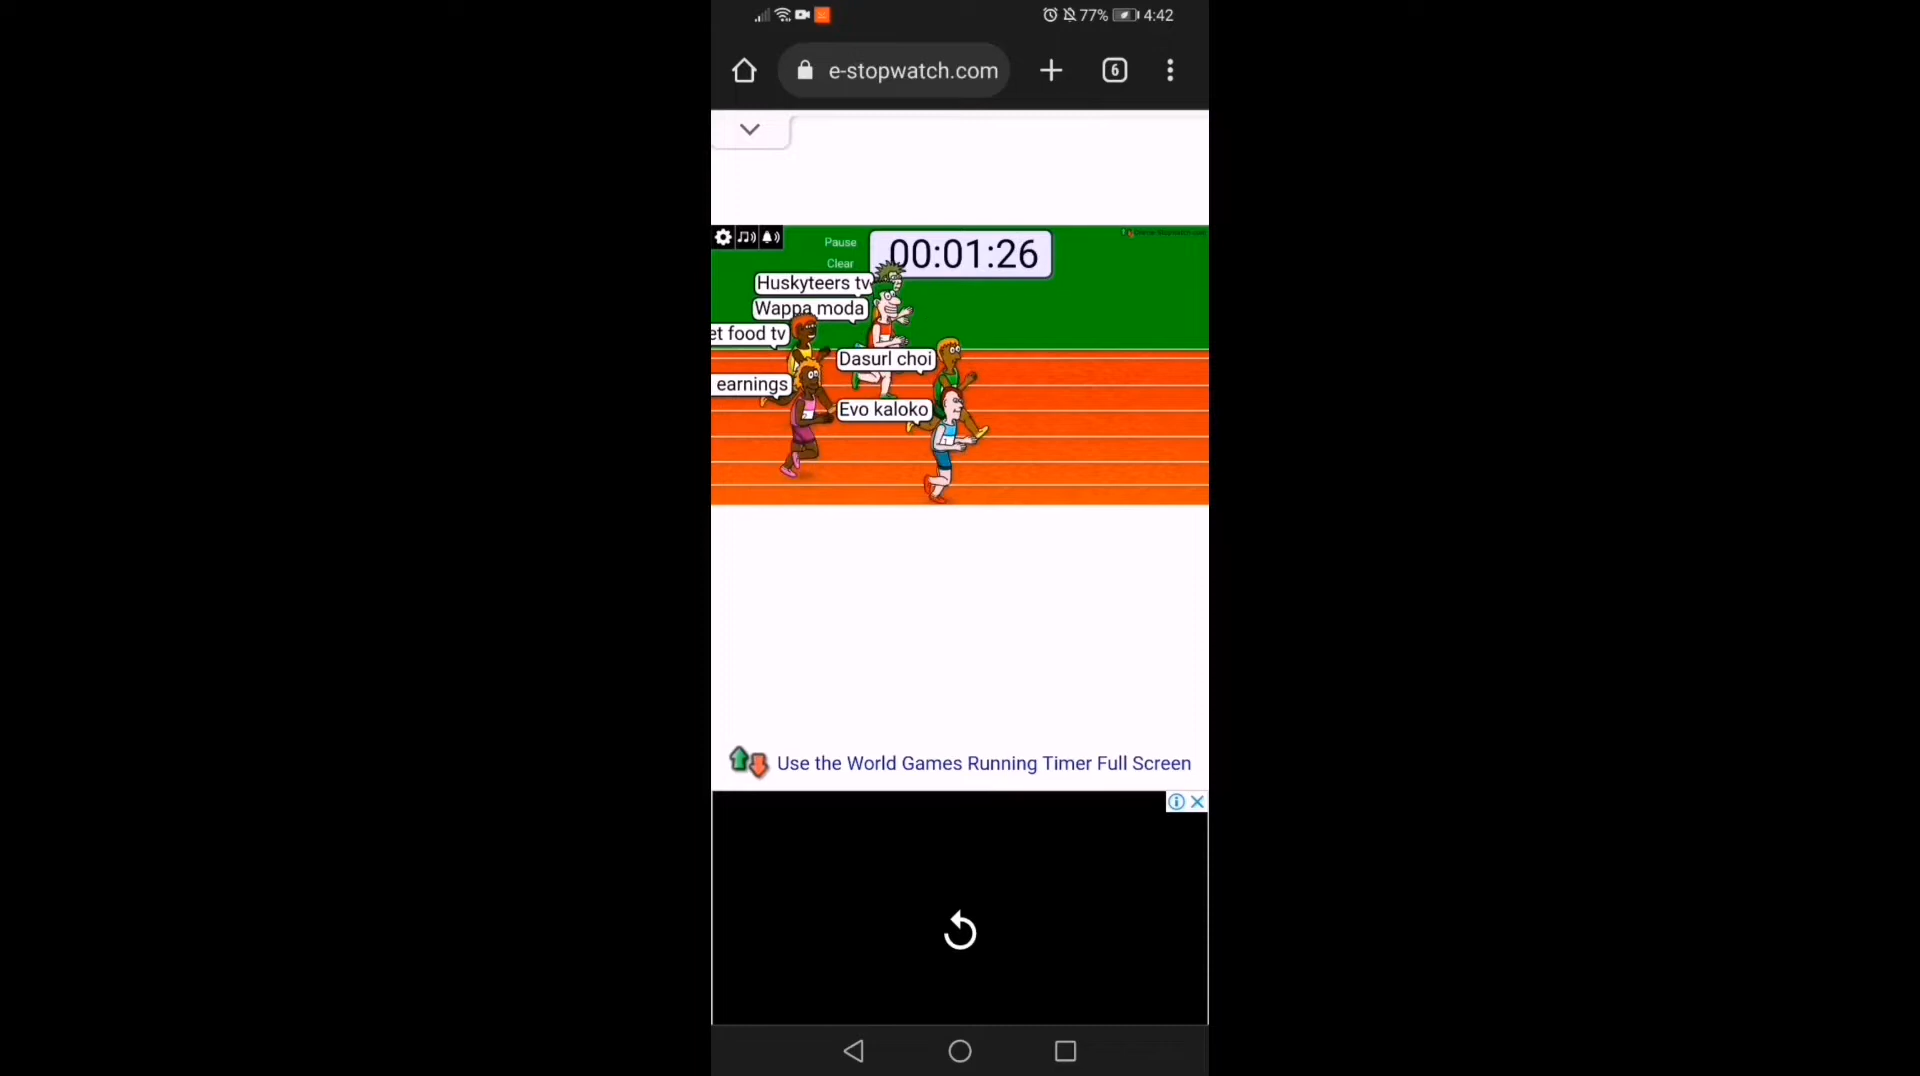 77% 4:42
e-stopwatch.com
6
Pause
00:01:26
Clear
Huskyteers tv
Wappa moda
et food tv
Dasurl choi
earnings
Evo kaloko
Use the World Games Running Timer Full Screen